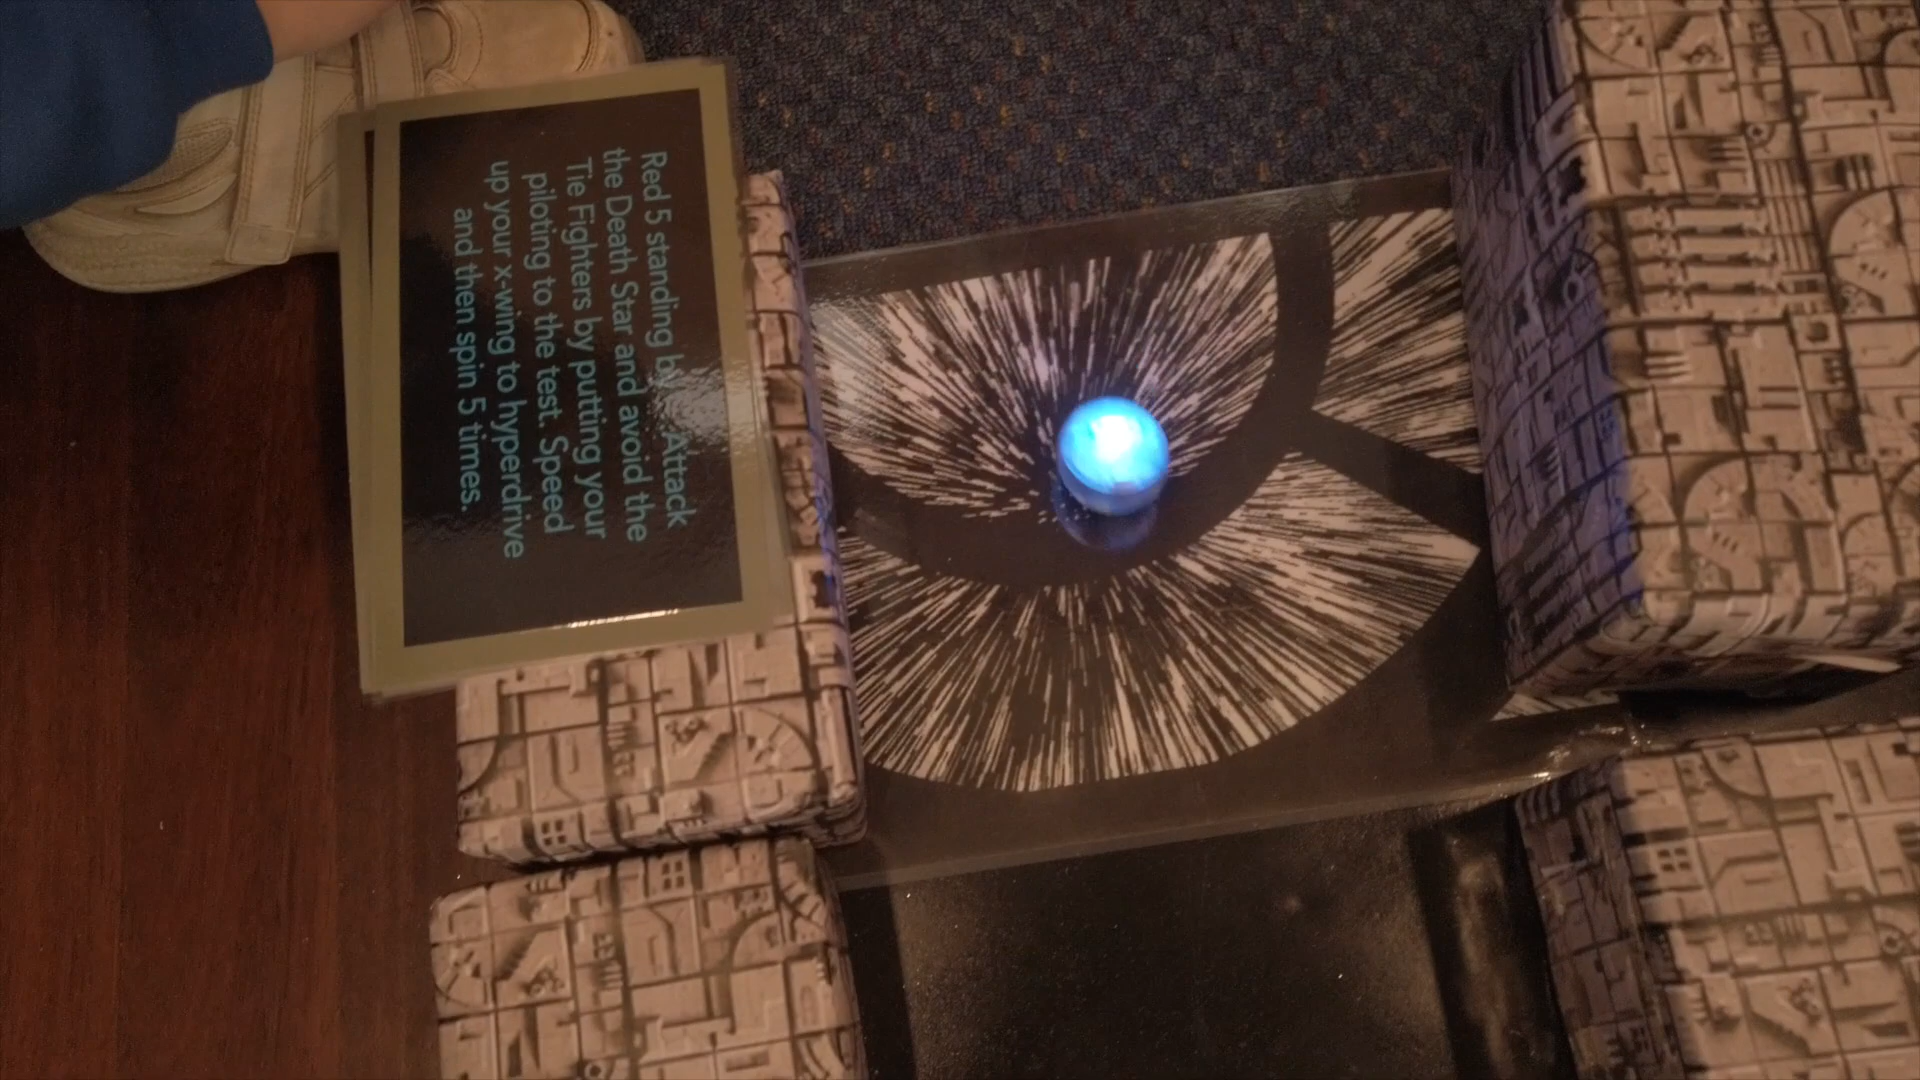 Red 5 standing by. Attack
the Death Star and avoid the
Tie Fighters by putting your
piloting to the test. Speed
up your x-wing to hyperdrive
and then spin 5 times.